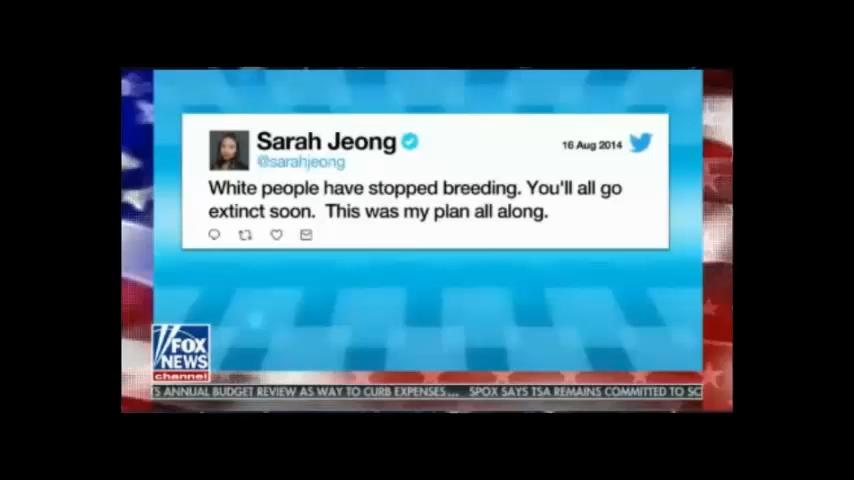 Sarah Jeong
16 Aug 2014
@sarahjeong
White people have stopped breeding. You'll all go
extinct soon. This was my plan all along.
FOX
NEWS
channel
'S ANNUAL BUDGET REVIEW AS WAY TO CURB EXPENSES... SPOX SAYS TSA REMAINS COMMITTED TO SC